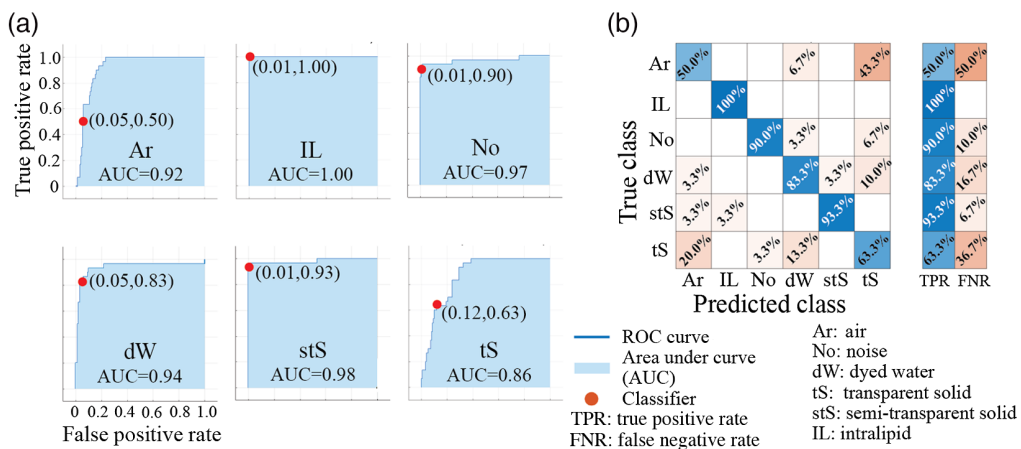 (a)
True positive rate
1.0
0.8
0.6
0.4
0.2
0
(0.05,0.50)
Ar
AUC=0.92
(0.01,1.00)
IL
AUC=1.00
(0.01,0.90)
No
AUC=0.97
(0.05,0.83)
dW
AUC=0.94
(0.01,0.93)
stS
AUC=0.98
(0.12,0.63)
tS
AUC=0.86
0 0.2 0.4 0.6 0.8 1.0
False positive rate
(b)
True class
Ar 50.0% 6.7% 43.3% 50.0% 50.0%
IL 100% 100%
No 90.0% 3.3% 6.7% 90.0% 10.0%
dW 3.3% 83.3% 3.3% 10.0% 83.3% 16.7%
stS 3.3% 3.3% 93.3% 93.3% 6.7%
tS 20.0% 3.3% 13.3% 63.3% 63.3% 36.7%
Ar IL No dW stS tS TPR FNR
Predicted class
ROC curve
Area under curve
(AUC)
Classifier
TPR: true positive rate
FNR: false negative rate
Ar: air
No: noise
dW: dyed water
tS: transparent solid
stS: semi-transparent solid
IL: intralipid